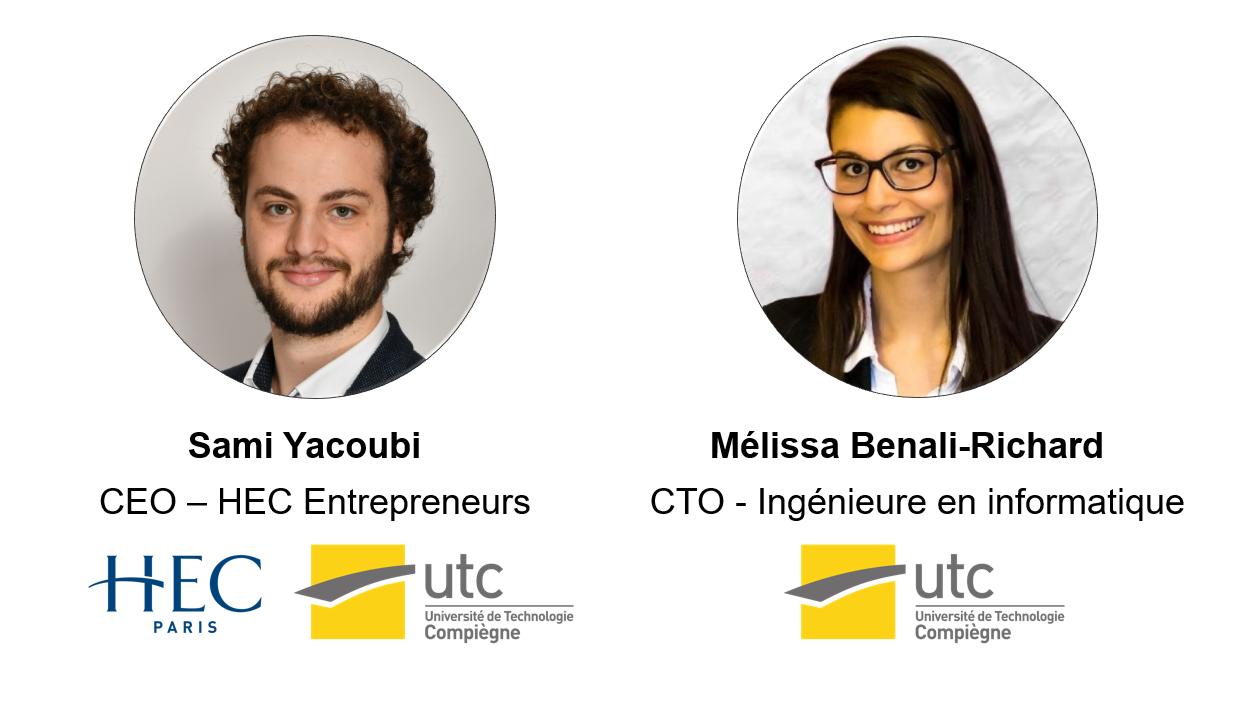 Sami Yacoubi
CEO – HEC Entrepreneurs
HEC
PARIS
utc
Université de Technologie
Compiègne
Mélissa Benali-Richard
CTO - Ingénieure en informatique
utc
Université de Technologie
Compiègne